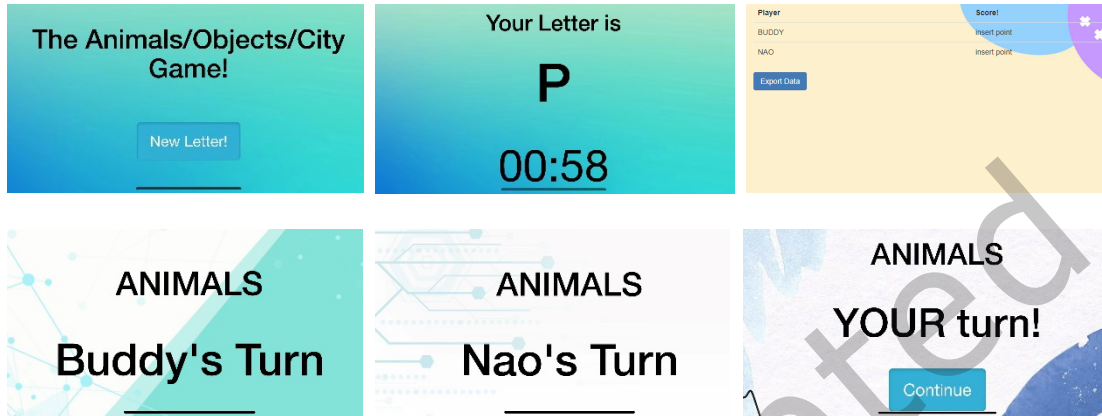 The Animals/Objects/City
Game!
New Letter!
Your Letter is
P
00:58
Player Score!
BUDDY insert point
NAO insert point
Export Data
ANIMALS
Buddy's Turn
ANIMALS
Nao's Turn
ANIMALS
YOUR turn!
Continue